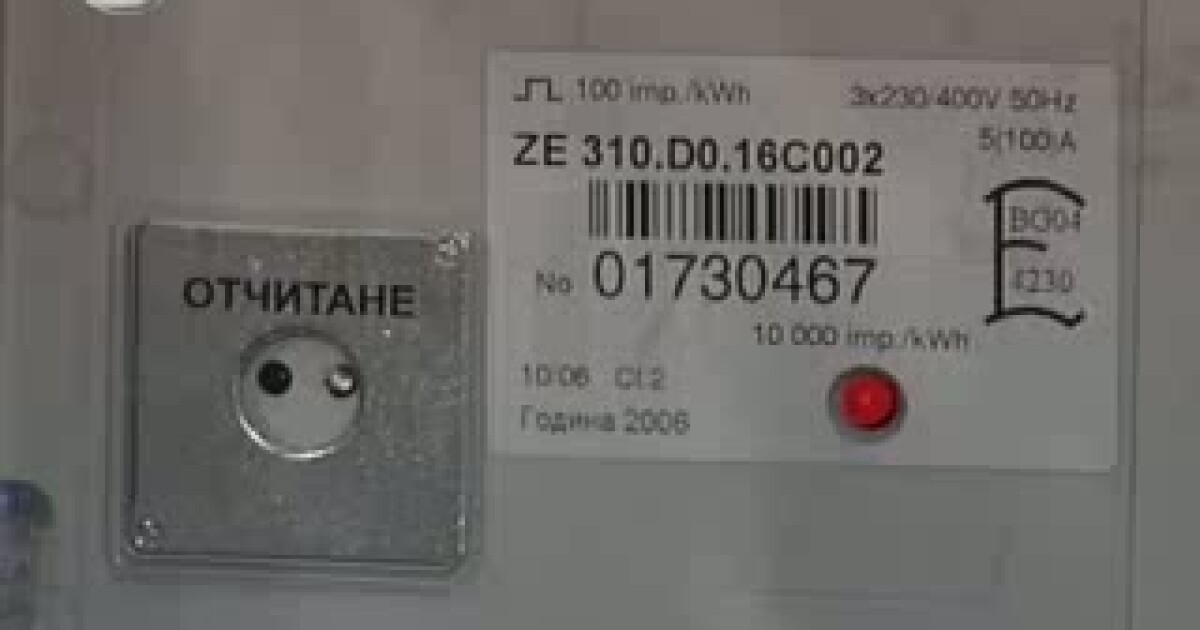 ОТЧИТАНЕ
100 imp./kWh
3x230/400V 50Hz
5(100)A
ZE 310.D0.16C002
No 01730467
10 000 imp./kWh
10:06 Cl.2
Година 2006
4230